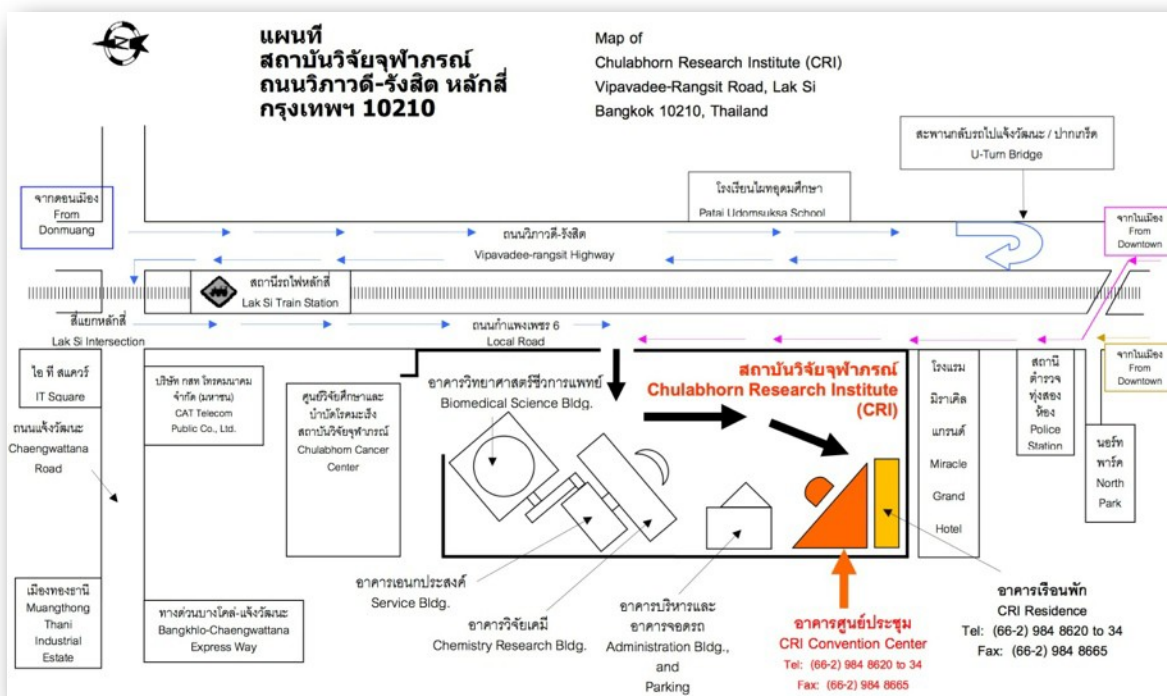 แผนที่
สถาบันวิจัยจุฬาภรณ์
ถนนวิภาวดี-รังสิต หลักสี่
กรุงเทพฯ 10210
Map of
Chulabhorn Research Institute (CRI)
Vipavadee-Rangsit Road, Lak Si
Bangkok 10210, Thailand
สะพานกลับรถไปแจ้งวัฒนะ / ปากเกร็ด
U-Turn Bridge
จากดอนเมือง
From
Donmuang
โรงเรียนไผทอุดมศึกษา
Patai Udomsuksa School
จากในเมือง
From
Downtown
ถนนวิภาวดี-รังสิต
Vipavadee-rangsit Highway
สถานีรถไฟหลักสี่
Lak Si Train Station
สี่แยกหลักสี่
Lak Si Intersection
ถนนกำแพงเพชร 6
Local Road
จากในเมือง
From
Downtown
ไอ ที สแควร์
IT Square
บริษัท กสท โทรคมนาคม
จำกัด (มหาชน)
CAT Telecom
Public Co., Ltd.
ศูนย์วิจัยศึกษาและ
บำบัดโรคมะเร็ง
สถาบันวิจัยจุฬาภรณ์
Chulabhorn Cancer
Center
อาคารวิทยาศาสตร์ชีวการแพทย์
Biomedical Science Bldg.
สถาบันวิจัยจุฬาภรณ์
Chulabhorn Research Institute
(CRI)
โรงแรม
มิราเคิล
แกรนด์
Miracle
Grand
Hotel
สถานี
ตำรวจ
ทุ่งสอง
ห้อง
Police
Station
นอร์ท
พาร์ค
North
Park
ถนนแจ้งวัฒนะ
Chaengwattana
Road
เมืองทองธานี
Muangthong
Thani
Industrial
Estate
ทางด่วนบางโคล่-แจ้งวัฒนะ
Bangkhlo-Chaengwattana
Express Way
อาคารเอนกประสงค์
Service Bldg.
อาคารวิจัยเคมี
Chemistry Research Bldg.
อาคารบริหารและ
อาคารจอดรถ
Administration Bldg.,
and
Parking
อาคารศูนย์ประชุม
CRI Convention Center
Tel: (66-2) 984 8620 to 34
Fax: (66-2) 984 8665
อาคารเรือนพัก
CRI Residence
Tel: (66-2) 984 8620 to 34
Fax: (66-2) 984 8665